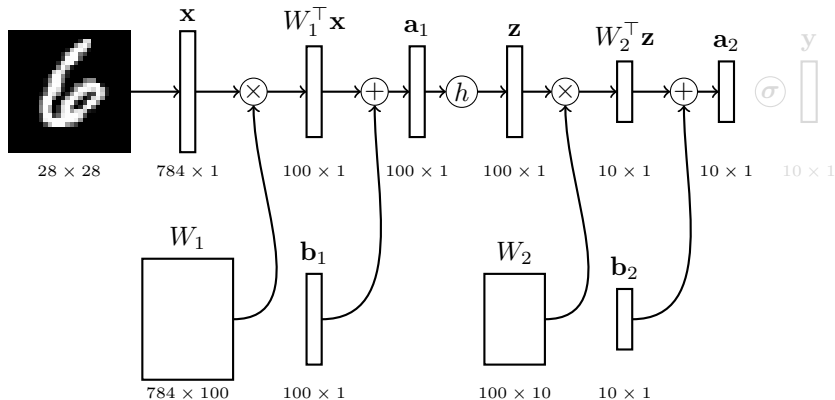 x W₁⊤x a₁ z W₂⊤z a₂ y
6 × + h × + σ
28 × 28 784 × 1 100 × 1 100 × 1 100 × 1 10 × 1 10 × 1 10 × 1
W₁ b₁ W₂ b₂
784 × 100 100 × 1 100 × 10 10 × 1